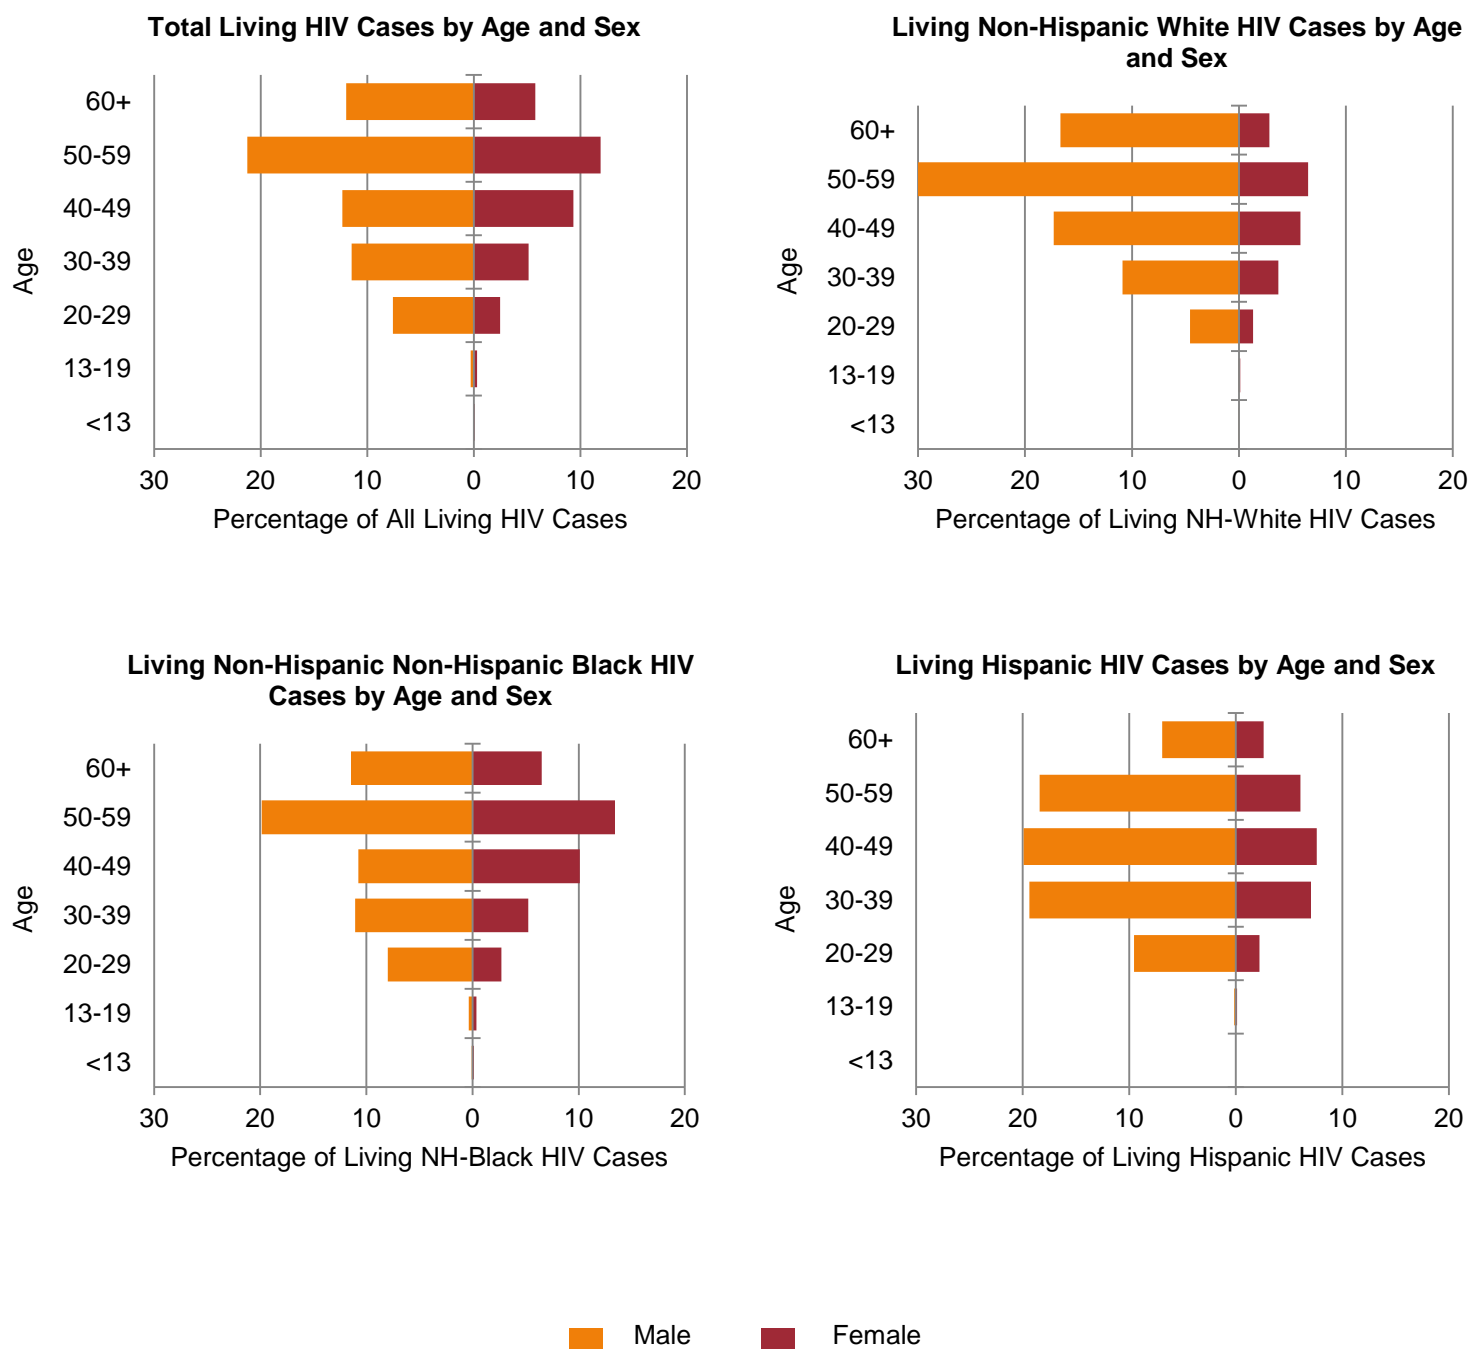 Total Living HIV Cases by Age and Sex
60+
50-59
40-49
30-39
20-29
13-19
<13
Age
30 20 10 0 10 20
Percentage of All Living HIV Cases
Living Non-Hispanic White HIV Cases by Age
and Sex
60+
50-59
40-49
30-39
20-29
13-19
<13
Age
30 20 10 0 10 20
Percentage of Living NH-White HIV Cases
Living Non-Hispanic Non-Hispanic Black HIV
Cases by Age and Sex
60+
50-59
40-49
30-39
20-29
13-19
<13
Age
30 20 10 0 10 20
Percentage of Living NH-Black HIV Cases
Living Hispanic HIV Cases by Age and Sex
60+
50-59
40-49
30-39
20-29
13-19
<13
Age
30 20 10 0 10 20
Percentage of Living Hispanic HIV Cases
Male Female